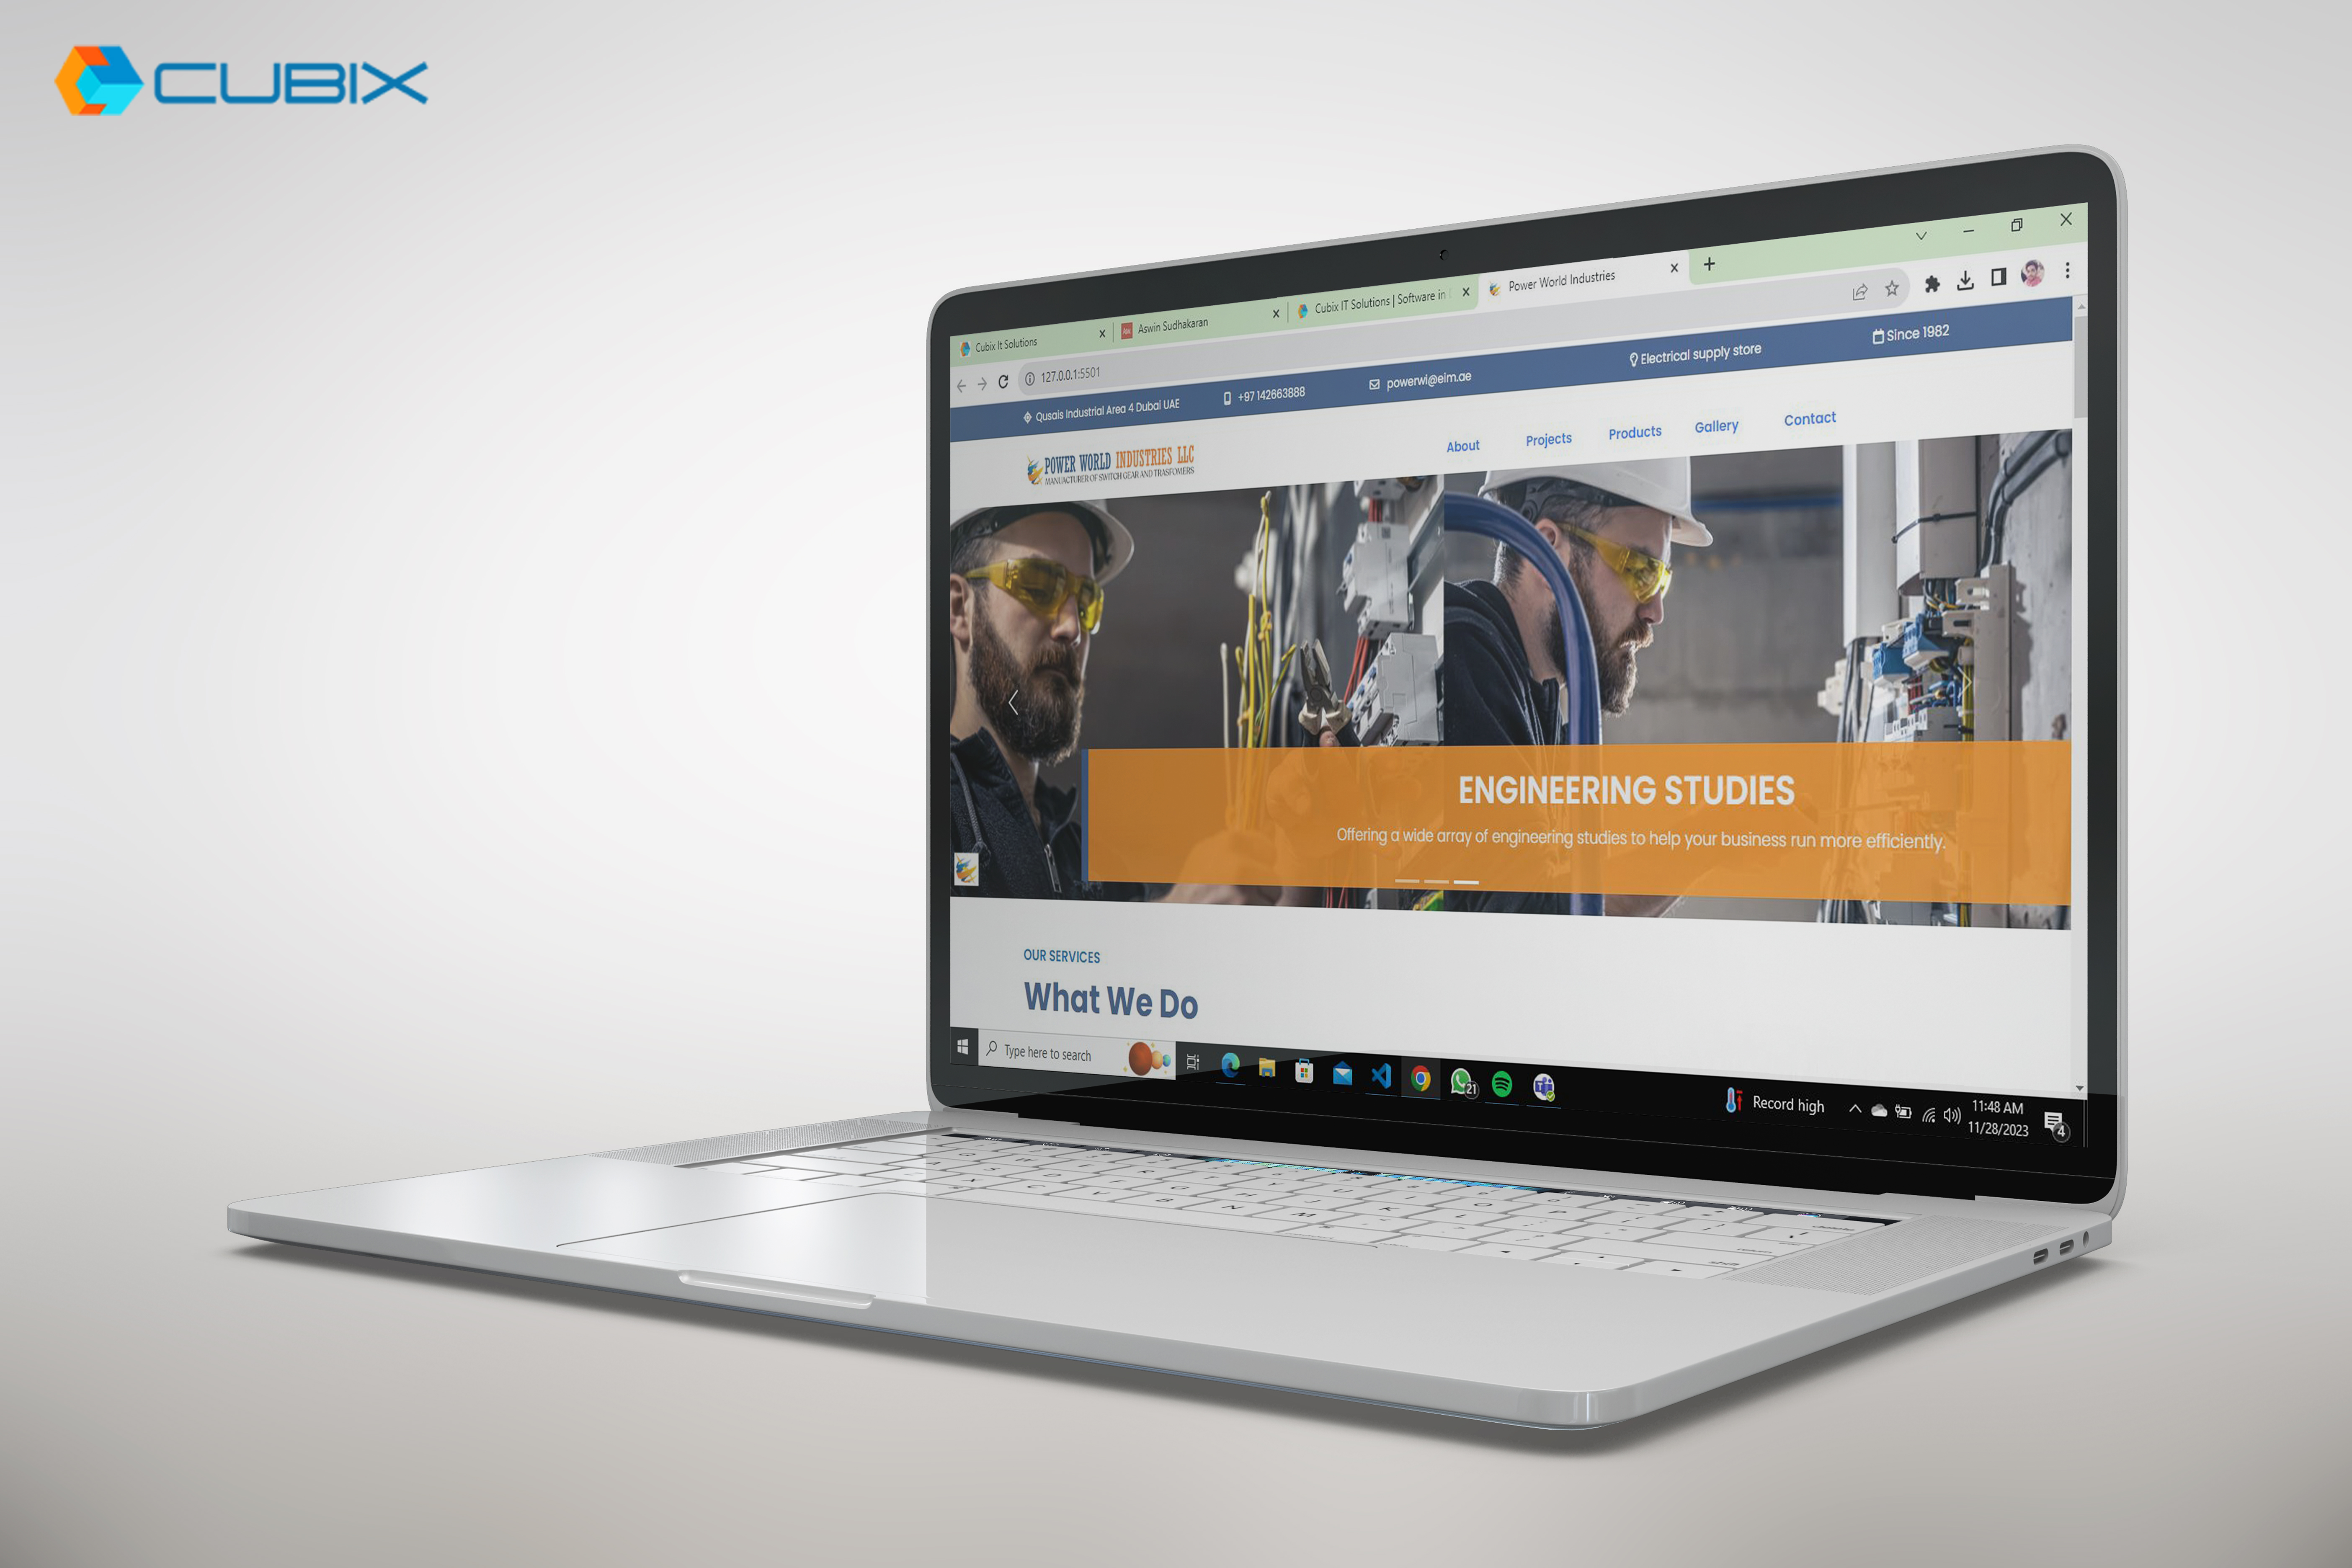 CUBIX
Cubix It Solutions
Aswin Sudhakaran
Cubix IT Solutions | Software in
Power World Industries
127.0.0.1:5501
Qusais Industrial Area 4 Dubai UAE
+97 142663888
powerwi@eim.ae
Electrical supply store
Since 1982
POWER WORLD INDUSTRIES LLC
MANUACTURER OF SWITCH GEAR AND TRASFOMERS
About
Projects
Products
Gallery
Contact
ENGINEERING STUDIES
Offering a wide array of engineering studies to help your business run more efficiently.
OUR SERVICES
What We Do
Type here to search
21
Record high
11:48 AM
11/28/2023
4